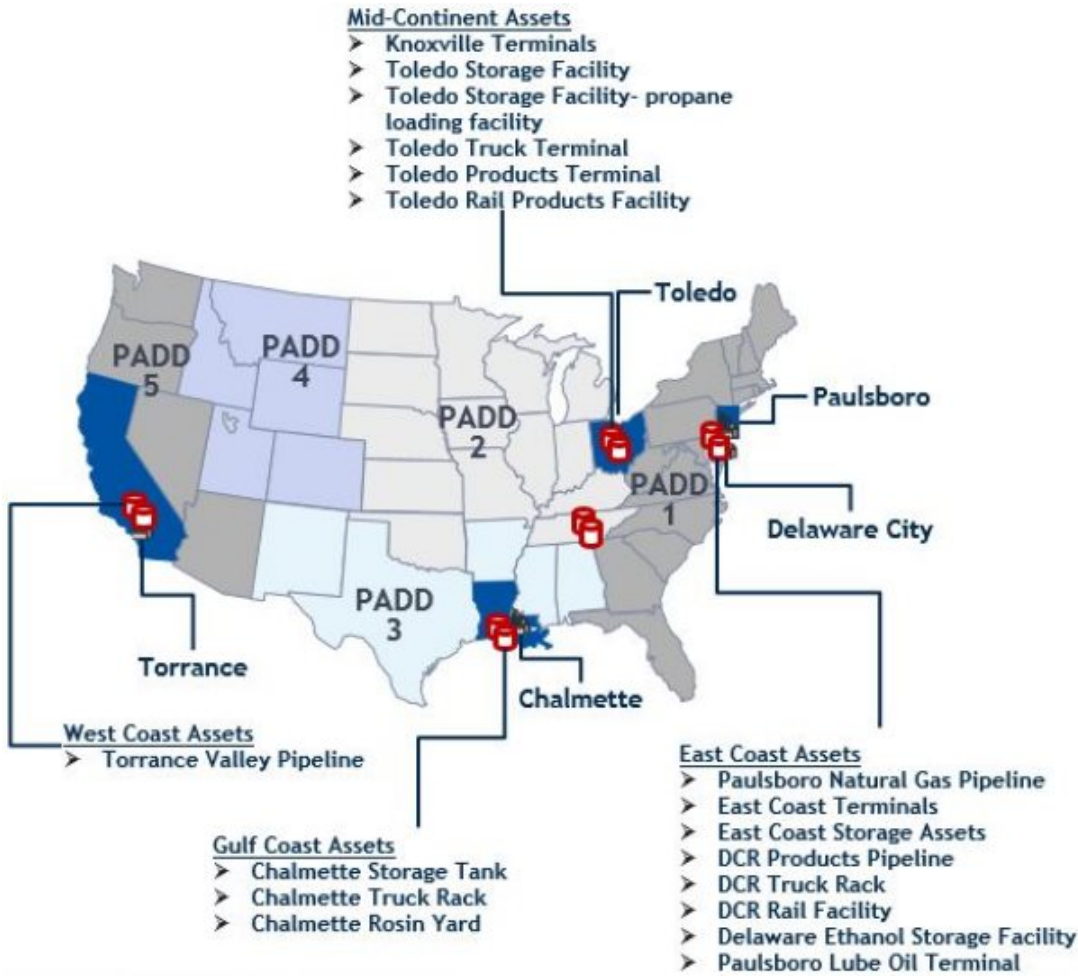 Mid-Continent Assets
➤ Knoxville Terminals
➤ Toledo Storage Facility
➤ Toledo Storage Facility- propane
loading facility
➤ Toledo Truck Terminal
➤ Toledo Products Terminal
➤ Toledo Rail Products Facility
Toledo
PADD
5
PADD
4
PADD
2
Paulsboro
PADD
1
Delaware City
PADD
3
Torrance
Chalmette
West Coast Assets
➤ Torrance Valley Pipeline
Gulf Coast Assets
➤ Chalmette Storage Tank
➤ Chalmette Truck Rack
➤ Chalmette Rosin Yard
East Coast Assets
➤ Paulsboro Natural Gas Pipeline
➤ East Coast Terminals
➤ East Coast Storage Assets
➤ DCR Products Pipeline
➤ DCR Truck Rack
➤ DCR Rail Facility
➤ Delaware Ethanol Storage Facility
➤ Paulsboro Lube Oil Terminal